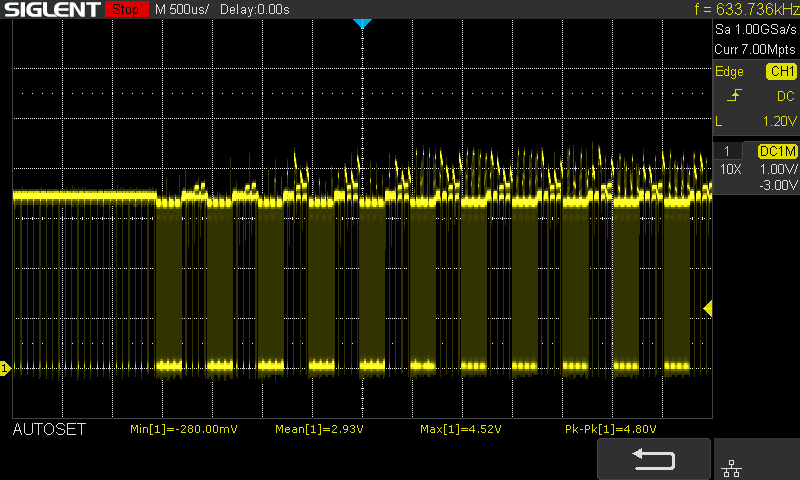 SIGLENT Stop M 500us/ Delay:0.00s f = 633.736kHz
Sa 1.00GSa/s
Curr 7.00Mpts
Edge CH1
DC
L 1.20V
1 DC1M
10X 1.00V/
-3.00V
1
AUTOSET Min[1]=-280.00mV Mean[1]=2.93V Max[1]=4.52V Pk-Pk[1]=4.80V